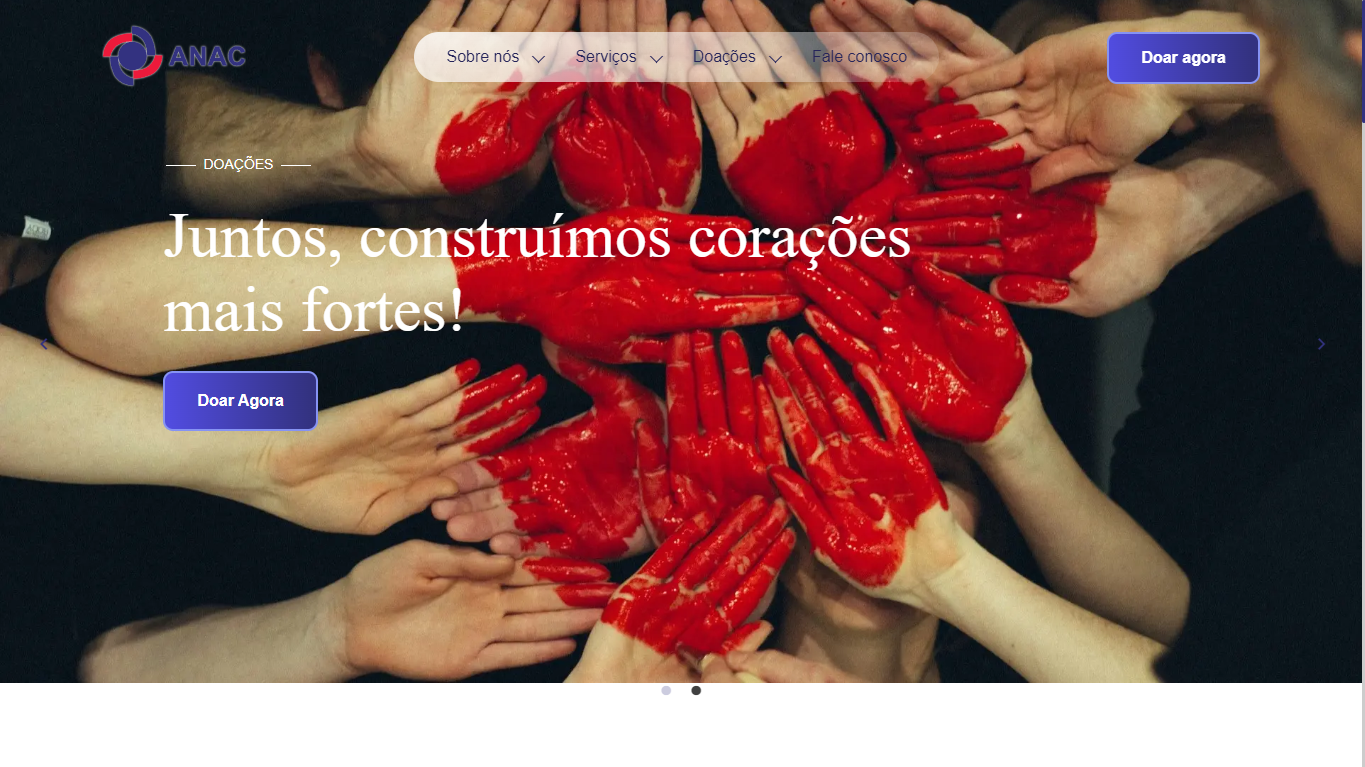 ANAC
Sobre nós
Serviços
Doações
Fale conosco
Doar agora
DOAÇÕES
Juntos, construímos corações
mais fortes!
Doar Agora